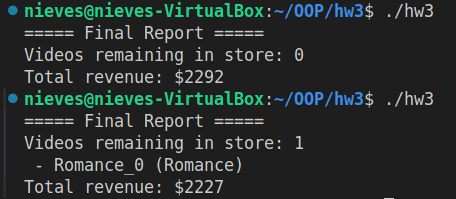 nieves@nieves-VirtualBox:~/OOP/hw3$ ./hw3
===== Final Report =====
Videos remaining in store: 0
Total revenue: $2292
nieves@nieves-VirtualBox:~/OOP/hw3$ ./hw3
===== Final Report =====
Videos remaining in store: 1
 - Romance_0 (Romance)
Total revenue: $2227